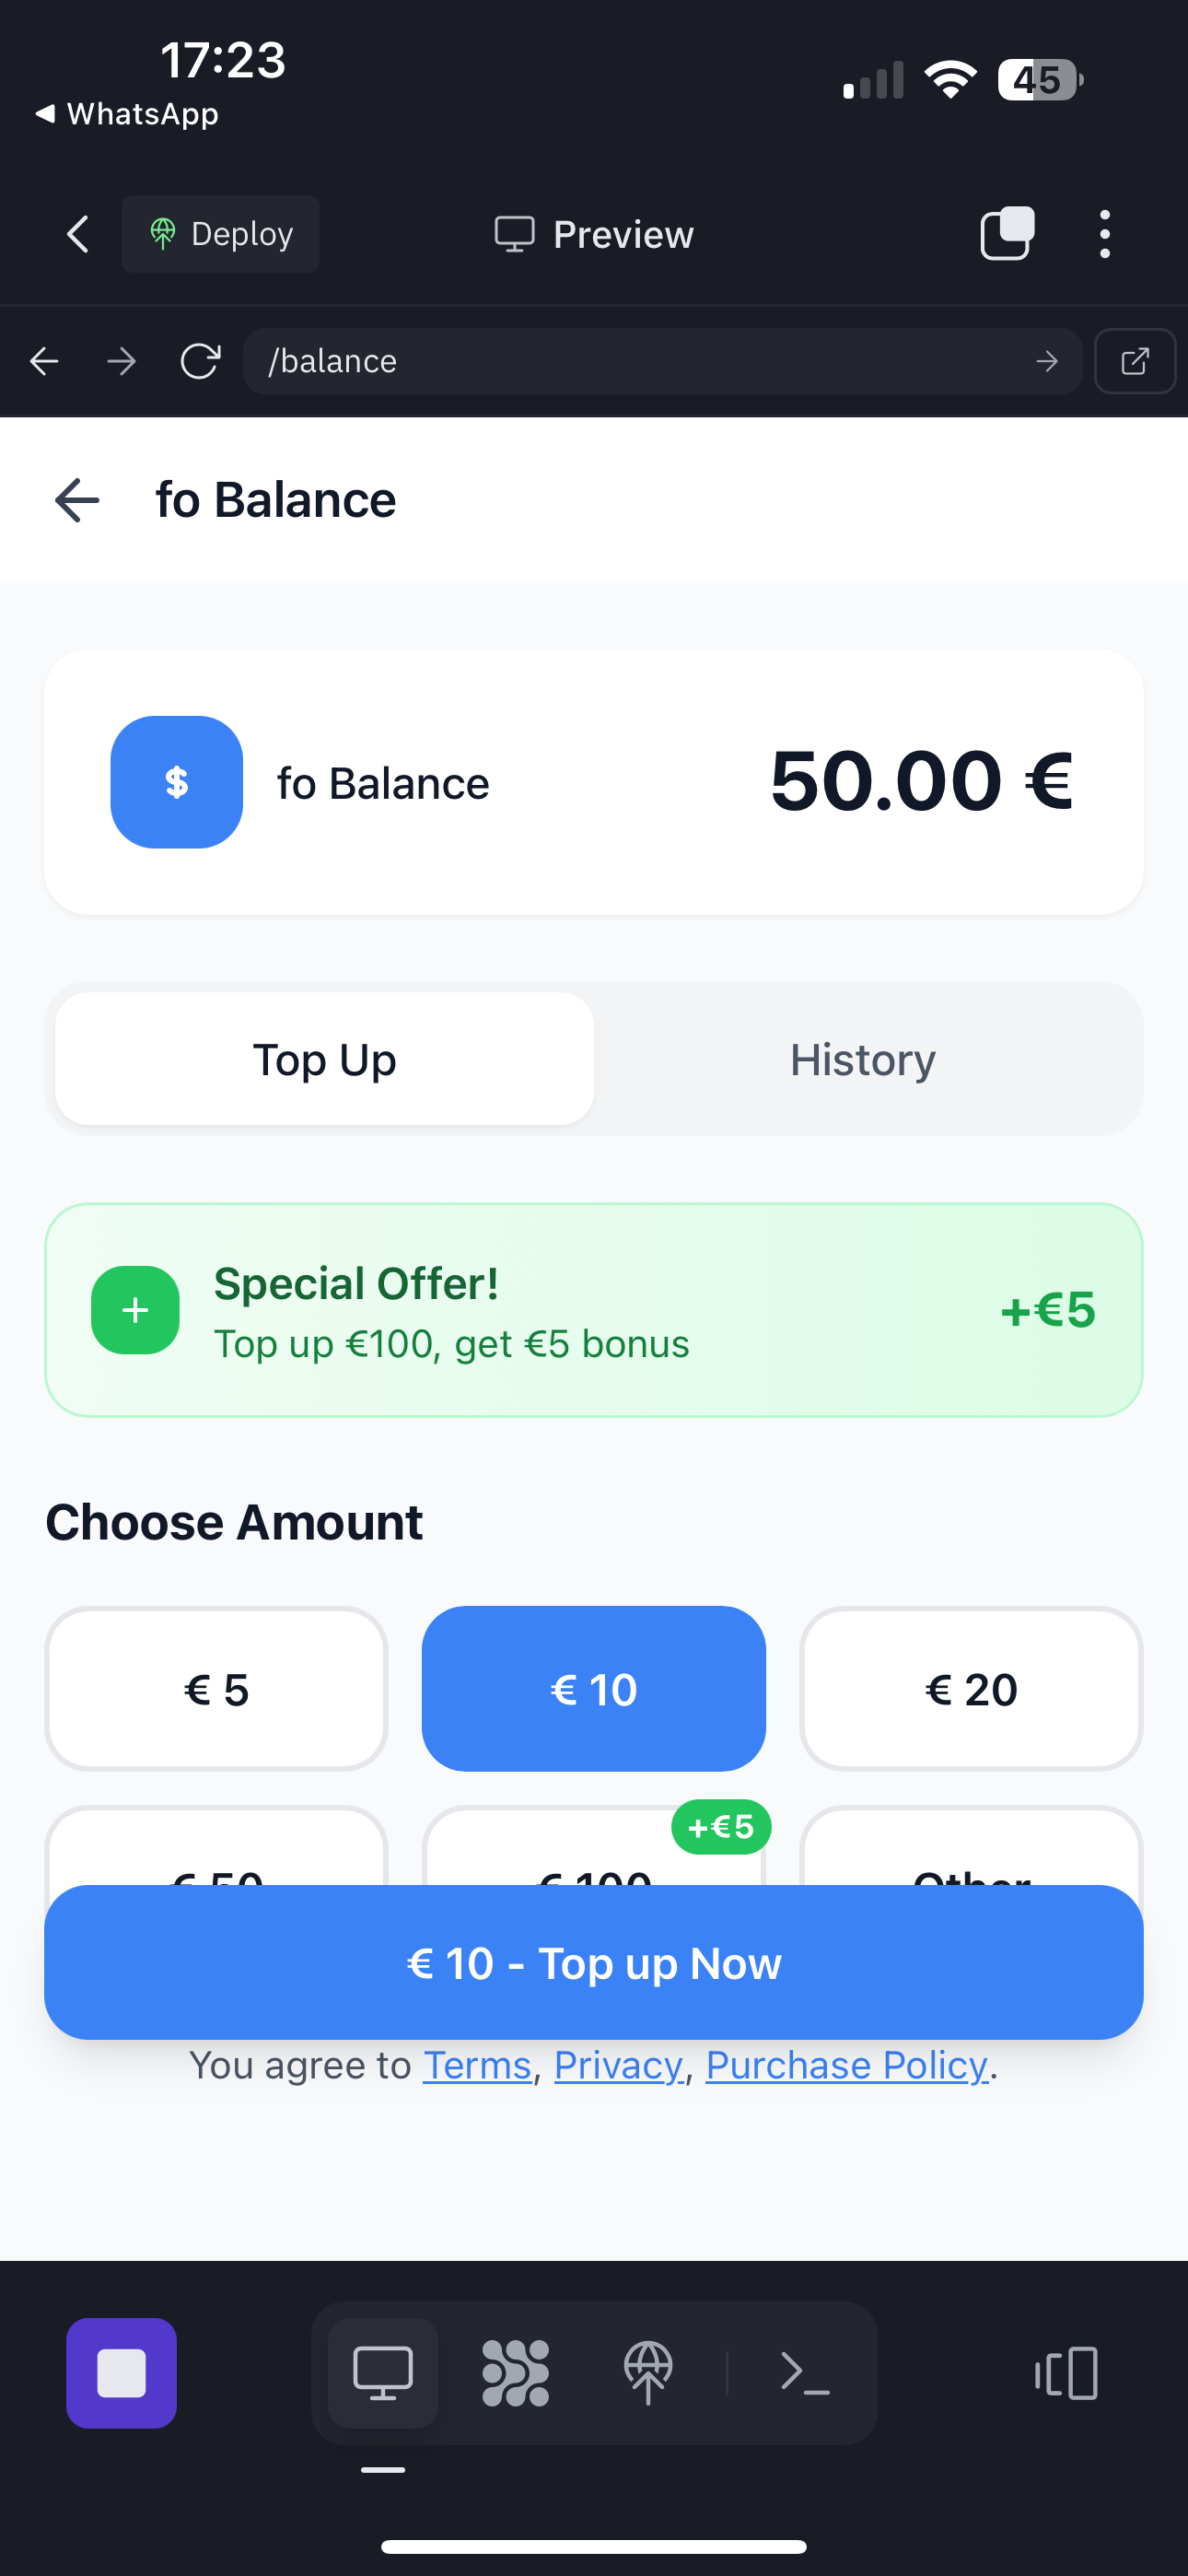 17:23
45
WhatsApp
Deploy
Preview
/balance
fo Balance
$
fo Balance
50.00 €
Top Up
History
Special Offer!
Top up €100, get €5 bonus
+€5
Choose Amount
€ 5
€ 10
€ 20
+€5
€ 50
€ 100
Other
€ 10 - Top up Now
You agree to Terms, Privacy, Purchase Policy.